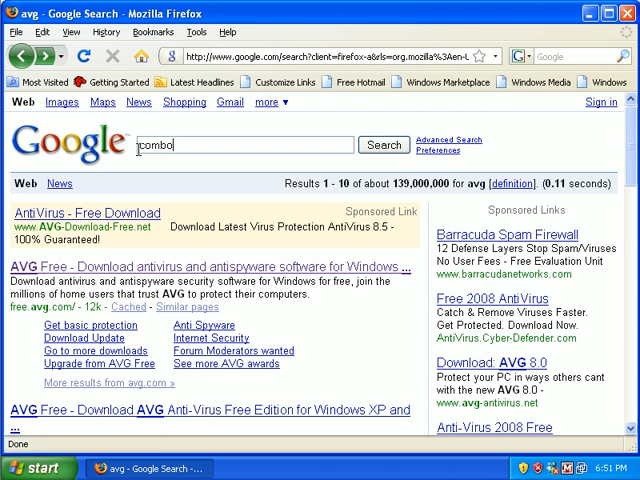 avg - Google Search - Mozilla Firefox
File Edit View History Bookmarks Tools Help
http://www.google.com/search?client=firefox-a&rls=org.mozilla%3Aen-U
Google
Most Visited Getting Started Latest Headlines Customize Links Free Hotmail Windows Marketplace Windows Media Windows
Web Images Maps News Shopping Gmail more ▼ Sign in
Google combo Search Advanced Search
Preferences
Web News Results 1 - 10 of about 139,000,000 for avg [definition]. (0.11 seconds)
AntiVirus - Free Download Sponsored Link
www.AVG-Download-Free.net Download Latest Virus Protection AntiVirus 8.5 -
100% Guaranteed!
AVG Free - Download antivirus and antispyware software for Windows ...
Download antivirus and antispyware security software for Windows for free, join the
millions of home users that trust AVG to protect their computers.
free.avg.com/ - 12k - Cached - Similar pages
Get basic protection Anti Spyware
Download Update Internet Security
Go to more downloads Forum Moderators wanted
Upgrade from AVG Free See more AVG awards
More results from avg.com »
AVG Free - Download AVG Anti-Virus Free Edition for Windows XP and
...
Sponsored Links
Barracuda Spam Firewall
12 Defense Layers Stop Spam/Viruses
No User Fees - Free Evaluation Unit
www.barracudanetworks.com
Free 2008 AntiVirus
Catch & Remove Viruses Faster.
Get Protected. Download Now.
AntiVirus.Cyber-Defender.com
Download: AVG 8.0
Protect your PC in ways others cant
with the new AVG 8.0 -
www.avg-antivirus.net
Antivirus 2008 Free
Done
start avg - Google Search -... 6:51 PM